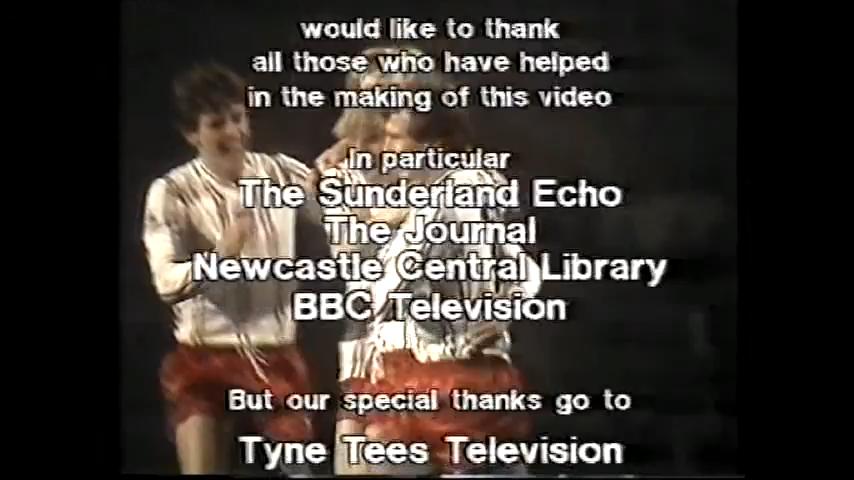 would like to thank
all those who have helped
in the making of this video
In particular
The Sunderland Echo
The Journal
Newcastle Central Library
BBC Television
But our special thanks go to
Tyne Tees Television